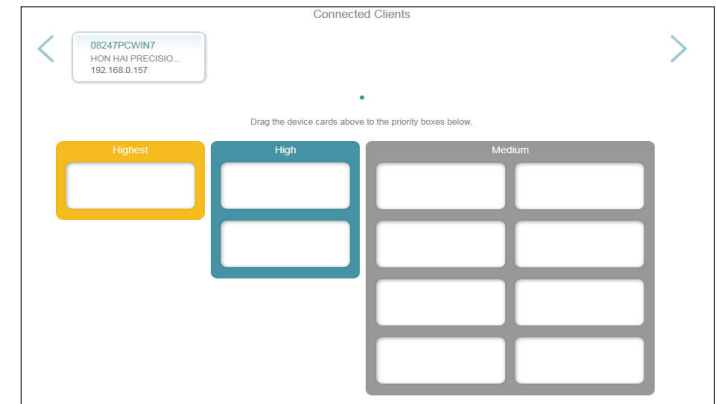 Connected Clients
08247PCWIN7
HON HAI PRECISIO...
192.168.0.157
Drag the device cards above to the priority boxes below.
Highest
High
Medium